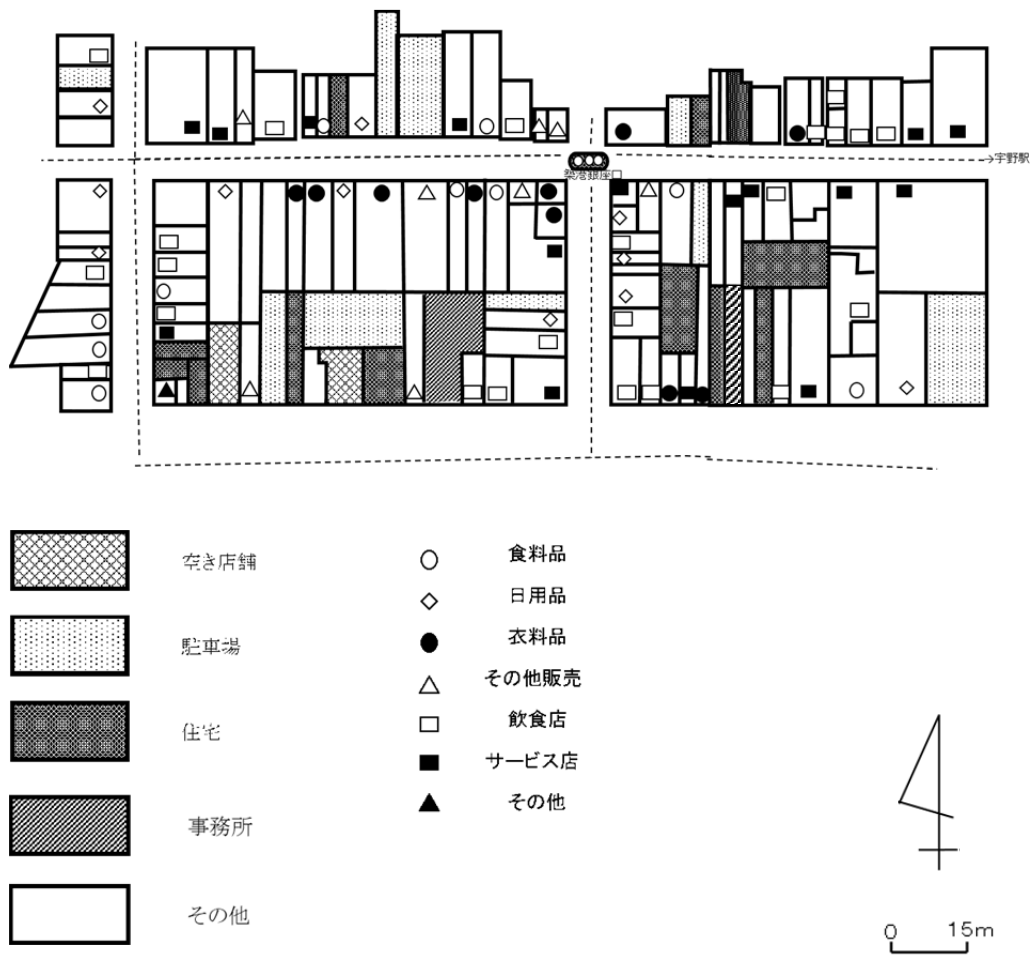 宇野駅
築港銀座口
空き店舗
駐車場
住宅
事務所
その他
食料品
日用品
衣料品
その他販売
飲食店
サービス店
その他
0 15m